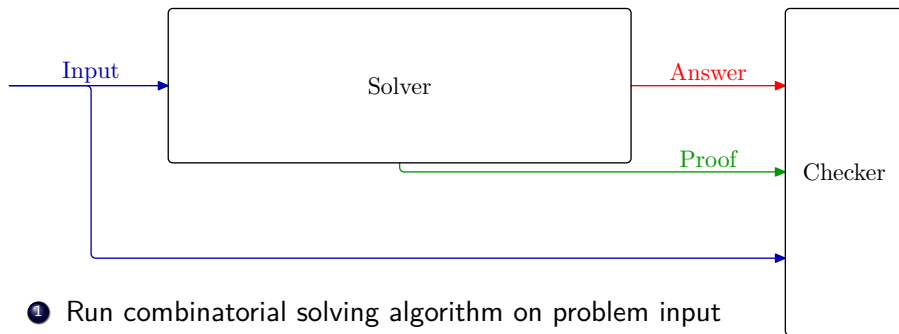 Input
Solver
Answer
Proof
Checker
1 Run combinatorial solving algorithm on problem input